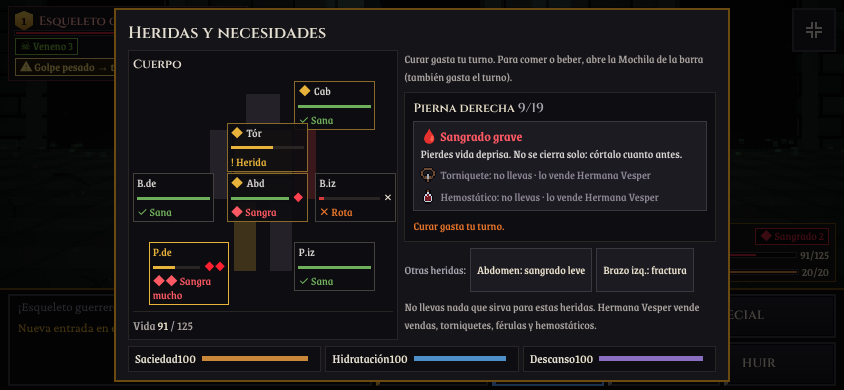 1 Esqueleto
Veneno 3
Golpe pesado → t
Heridas y necesidades
Cuerpo
Cab
✓ Sana
Tór
! Herida
B.de
✓ Sana
Abd
Sangra
B.iz
✕
✕ Rota
P.de
Sangra
mucho
P.iz
✓ Sana
Vida 91 / 125
Curar gasta tu turno. Para comer o beber, abre la Mochila de la barra
(también gasta el turno).
Pierna derecha 9/19
Sangrado grave
Pierdes vida deprisa. No se cierra solo: córtalo cuanto antes.
Torniquete: no llevas · lo vende Hermana Vesper
Hemostático: no llevas · lo vende Hermana Vesper
Curar gasta tu turno.
Otras heridas:
Abdomen: sangrado leve
Brazo izq.: fractura
No llevas nada que sirva para estas heridas. Hermana Vesper vende
vendas, torniquetes, férulas y hemostáticos.
Saciedad100
Hidratación100
Descanso100
Sangrado 2
91/125
20/20
¡Esqueleto guerrer
Nueva entrada en
ECIAL
HUIR